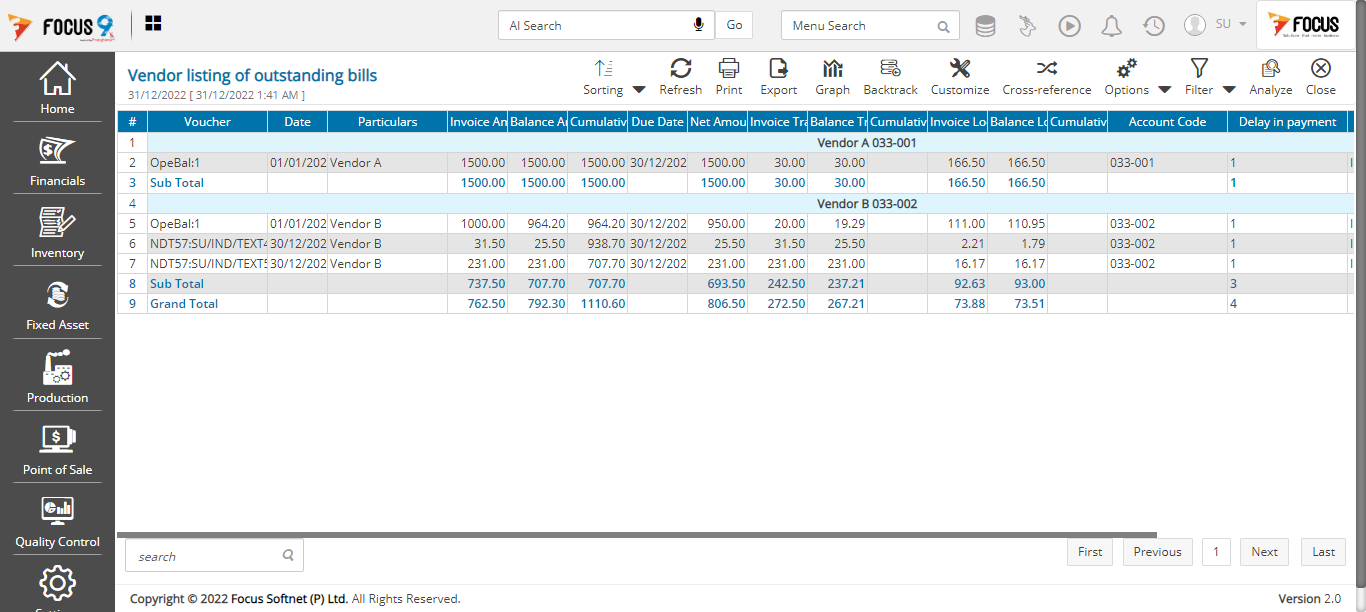 FOCUS 9
AI Search
Go
Menu Search
SU
FOCUS
Home
Financials
Inventory
Fixed Asset
Production
Point of Sale
Quality Control
Vendor listing of outstanding bills
31/12/2022 [ 31/12/2022 1:41 AM ]
Sorting Refresh Print Export Graph Backtrack Customize Cross-reference Options Filter Analyze Close
# Voucher Date Particulars Invoice Am Balance A Cumulativ Due Date Net Amou Invoice Tra Balance Tr Cumulativ Invoice Lo Balance Lo Cumulativ Account Code Delay in payment
1 Vendor A 033-001
2 OpeBal:1 01/01/202 Vendor A 1500.00 1500.00 1500.00 30/12/202 1500.00 30.00 30.00 166.50 166.50 033-001 1
3 Sub Total 1500.00 1500.00 1500.00 1500.00 30.00 30.00 166.50 166.50 1
4 Vendor B 033-002
5 OpeBal:1 01/01/202 Vendor B 1000.00 964.20 964.20 30/12/202 950.00 20.00 19.29 111.00 110.95 033-002 1
6 NDT57:SU/IND/TEXT4 30/12/202 Vendor B 31.50 25.50 938.70 30/12/202 25.50 31.50 25.50 2.21 1.79 033-002 1
7 NDT57:SU/IND/TEXT5 30/12/202 Vendor B 231.00 231.00 707.70 30/12/202 231.00 231.00 231.00 16.17 16.17 033-002 1
8 Sub Total 737.50 707.70 707.70 693.50 242.50 237.21 92.63 93.00 3
9 Grand Total 762.50 792.30 1110.60 806.50 272.50 267.21 73.88 73.51 4
search
First Previous 1 Next Last
Copyright © 2022 Focus Softnet (P) Ltd. All Rights Reserved.
Version 2.0